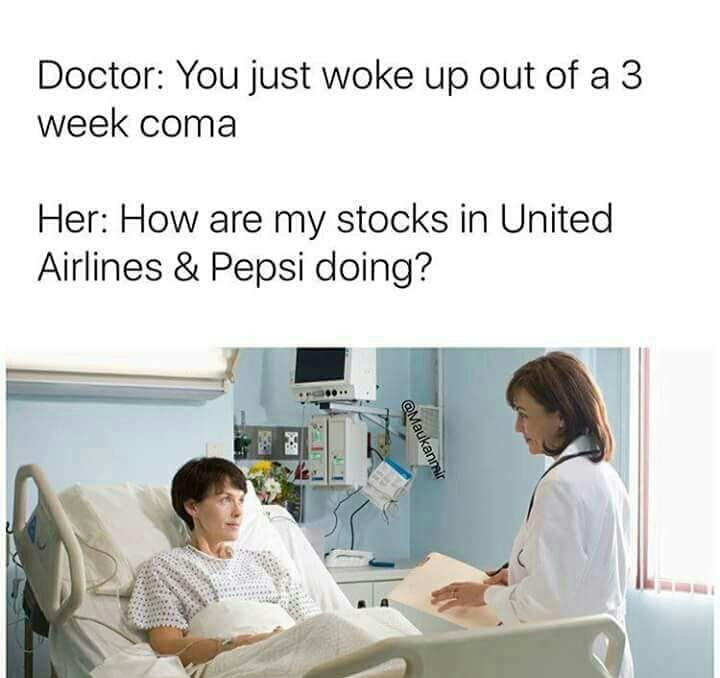 Doctor: You just woke up out of a 3
week coma
Her: How are my stocks in United
Airlines & Pepsi doing?
@Maukanmir